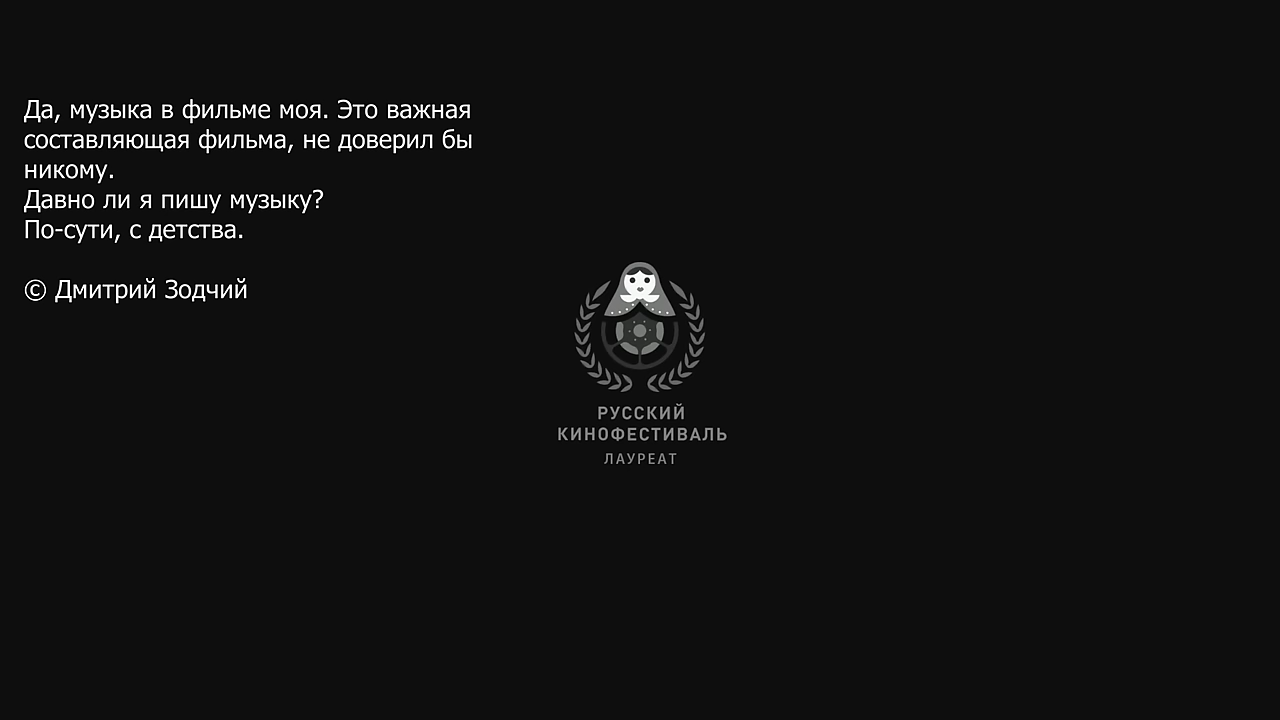 Да, музыка в фильме моя. Это важная
составляющая фильма, не доверил бы
никому.
Давно ли я пишу музыку?
По-сути, с детства.
© Дмитрий Зодчий
РУССКИЙ
КИНОФЕСТИВАЛЬ
ЛАУРЕАТ